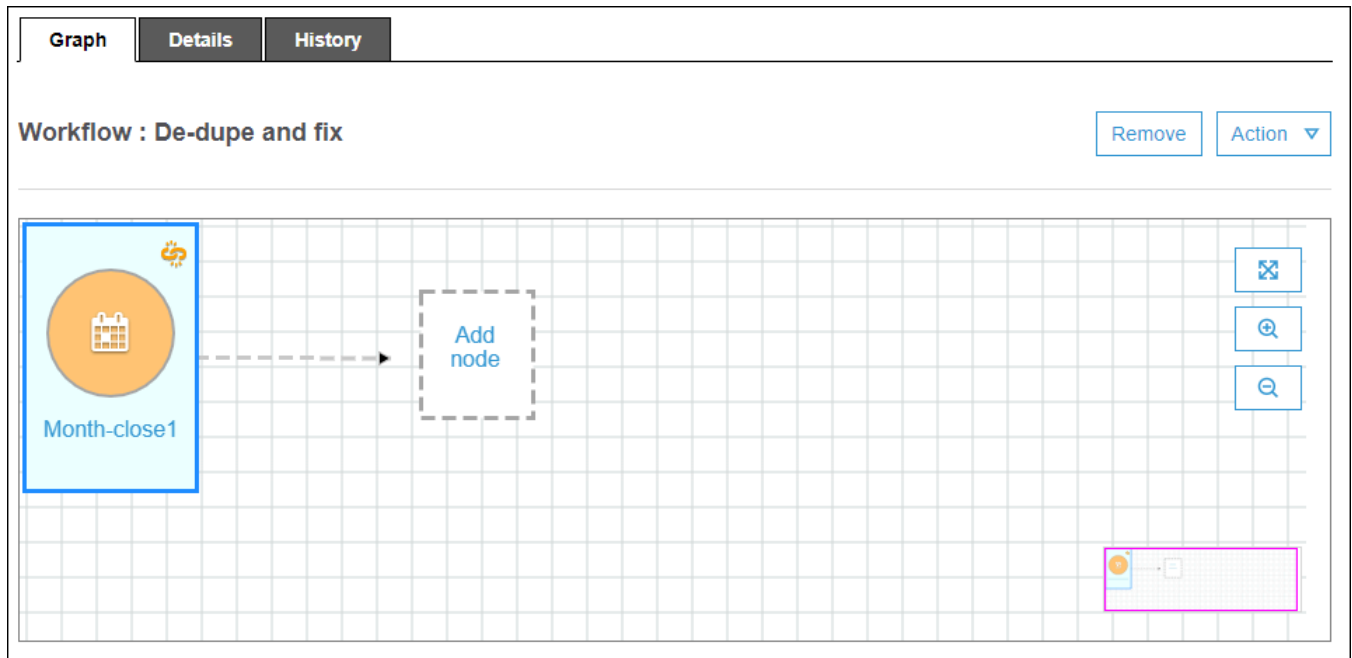 Graph Details History
Workflow : De-dupe and fix
Remove Action
Add
node
Month-close1